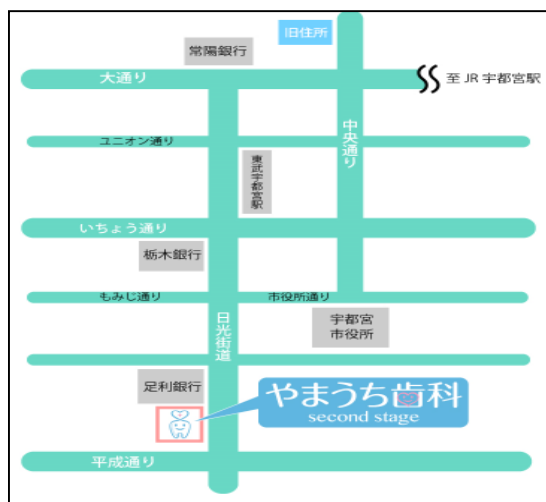 旧住所
常陽銀行
大通り
至 JR 宇都宮駅
中央通り
ユニオン通り
東武宇都宮駅
いちょう通り
栃木銀行
もみじ通り
市役所通り
宇都宮
市役所
日光街道
足利銀行
やまうち歯科
second stage
平成通り